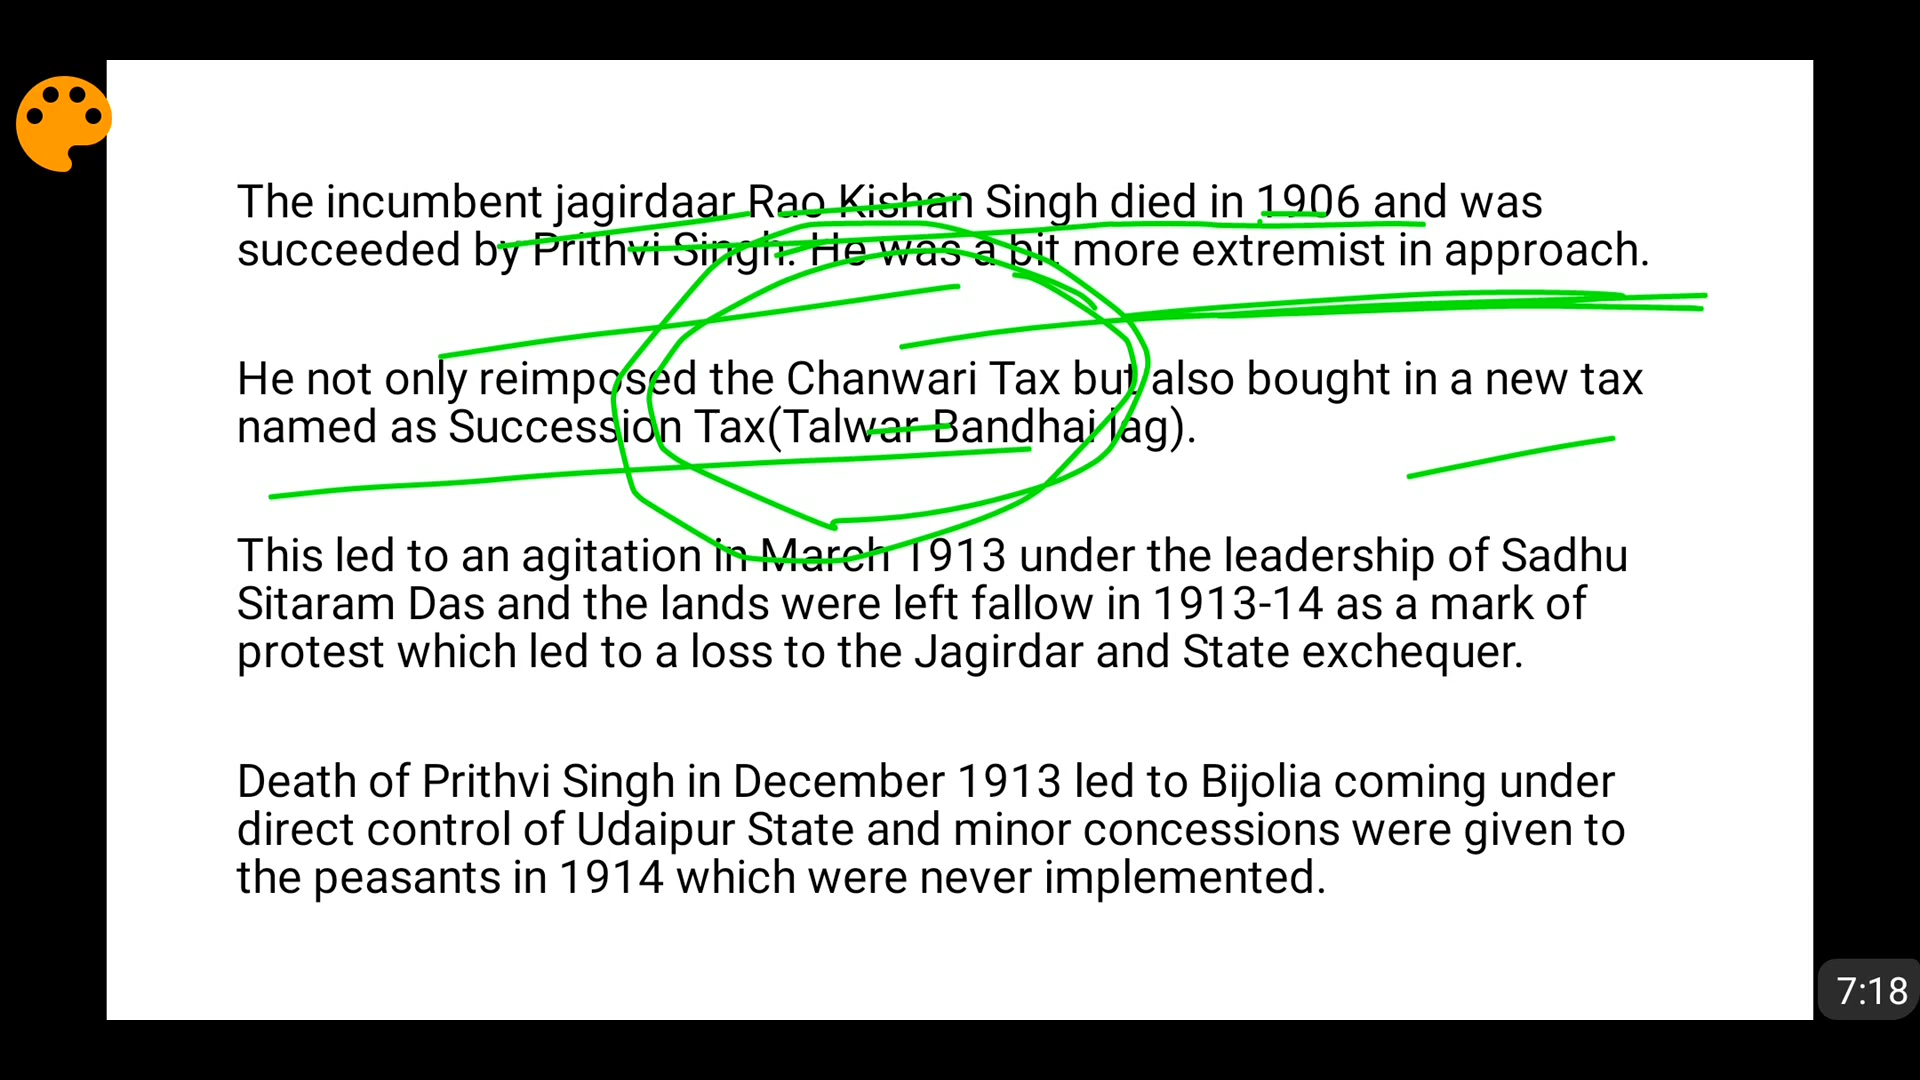 The incumbent jagirdaar Rao Kishan Singh died in 1906 and was
succeeded by Prithvi Singh. He was a bit more extremist in approach.
He not only reimposed the Chanwari Tax but also bought in a new tax
named as Succession Tax(Talwar Bandhai lag).
This led to an agitation in March 1913 under the leadership of Sadhu
Sitaram Das and the lands were left fallow in 1913-14 as a mark of
protest which led to a loss to the Jagirdar and State exchequer.
Death of Prithvi Singh in December 1913 led to Bijolia coming under
direct control of Udaipur State and minor concessions were given to
the peasants in 1914 which were never implemented.
7:18